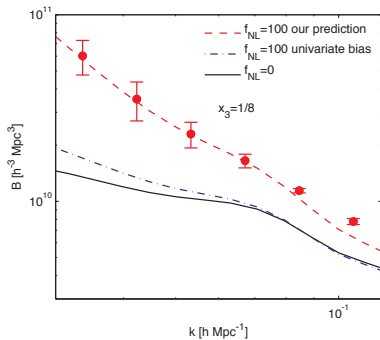 10^11
f_NL=100 our prediction
f_NL=100 univariate bias
f_NL=0
x_3=1/8
B [h^-3 Mpc^3]
10^10
10^-1
k [h Mpc^-1]